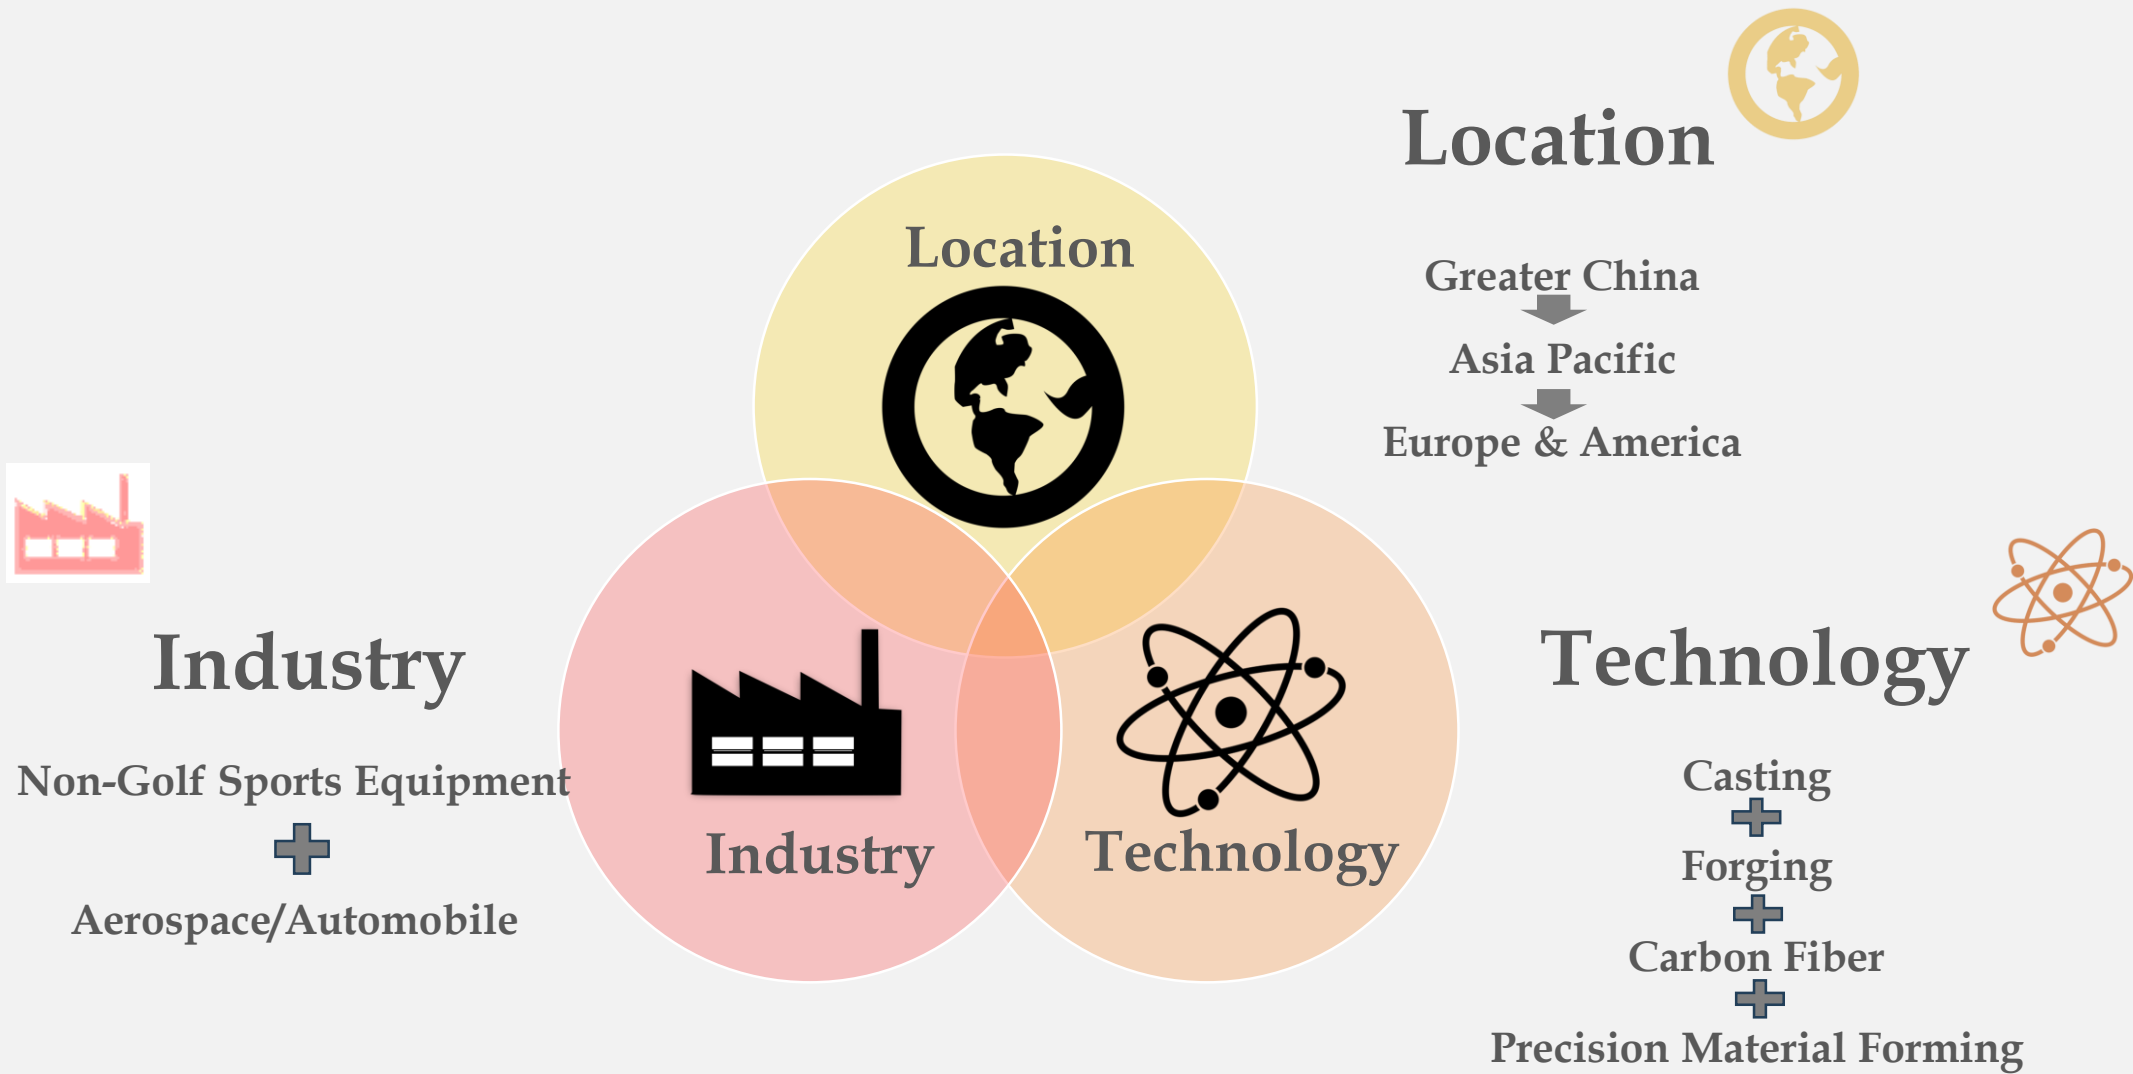 Location
Greater China
Asia Pacific
Europe & America
Location
Industry
Non-Golf Sports Equipment
Aerospace/Automobile
Industry
Technology
Technology
Casting
Forging
Carbon Fiber
Precision Material Forming